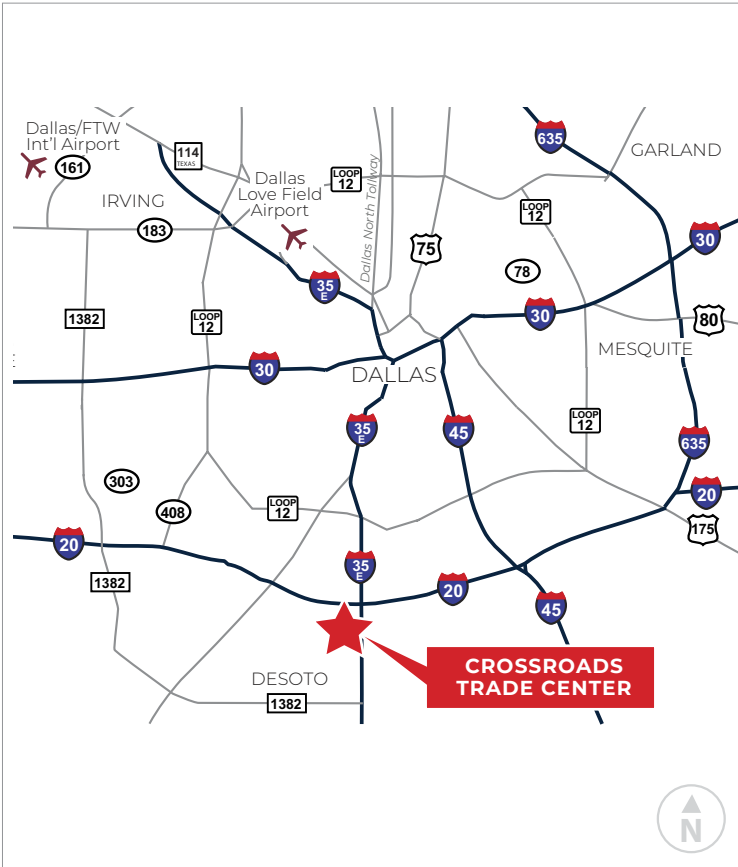 Dallas/FTW
Int'l Airport
161
114
TEXAS
IRVING
183
Dallas
Love Field
Airport
LOOP
12
Dallas North Tollway
75
635
GARLAND
LOOP
12
78
30
35
E
30
80
1382
LOOP
12
MESQUITE
E
30
DALLAS
35
E
45
LOOP
12
635
303
408
LOOP
12
20
175
20
1382
35
E
20
45
CROSSROADS
TRADE CENTER
DESOTO
1382
N